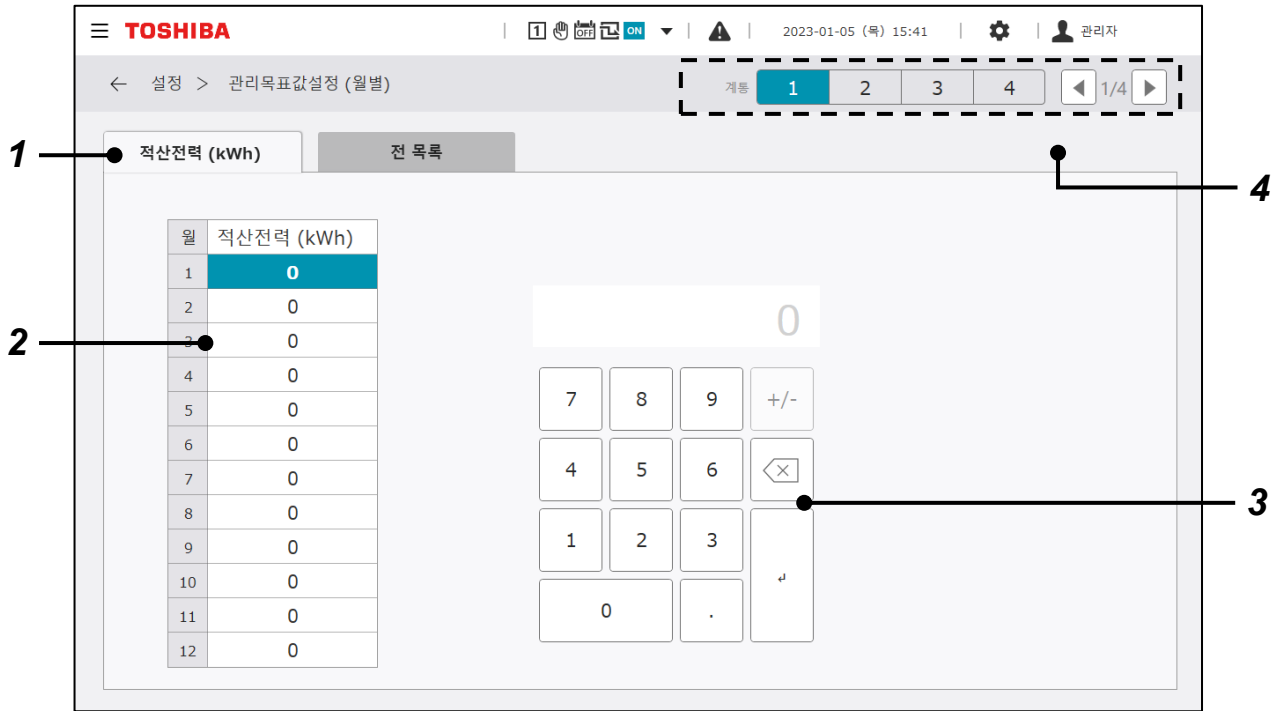 ☰ TOSHIBA | 1 OFF ON ▼ | | 2023-01-05 (목) 15:41 | | 관리자
← 설정 > 관리목표값설정 (월별) 계통 1 2 3 4 ◀ 1/4 ▶
1 적산전력 (kWh) 전 목록
4
월 적산전력 (kWh)
1 0
2 0
0
2 3 0
4 0
7 8 9 +/-
5 0
6 0
4 5 6
7 0
3
8 0
9 0
1 2 3
10 0
↵
11 0
0 .
12 0